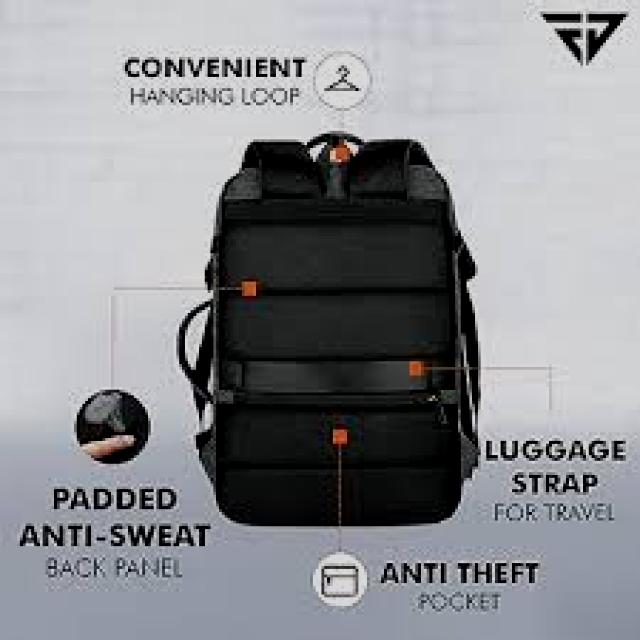 CONVENIENT
HANGING LOOP
PADDED
ANTI-SWEAT
BACK PANEL
LUGGAGE
STRAP
FOR TRAVEL
ANTI THEFT
POCKET